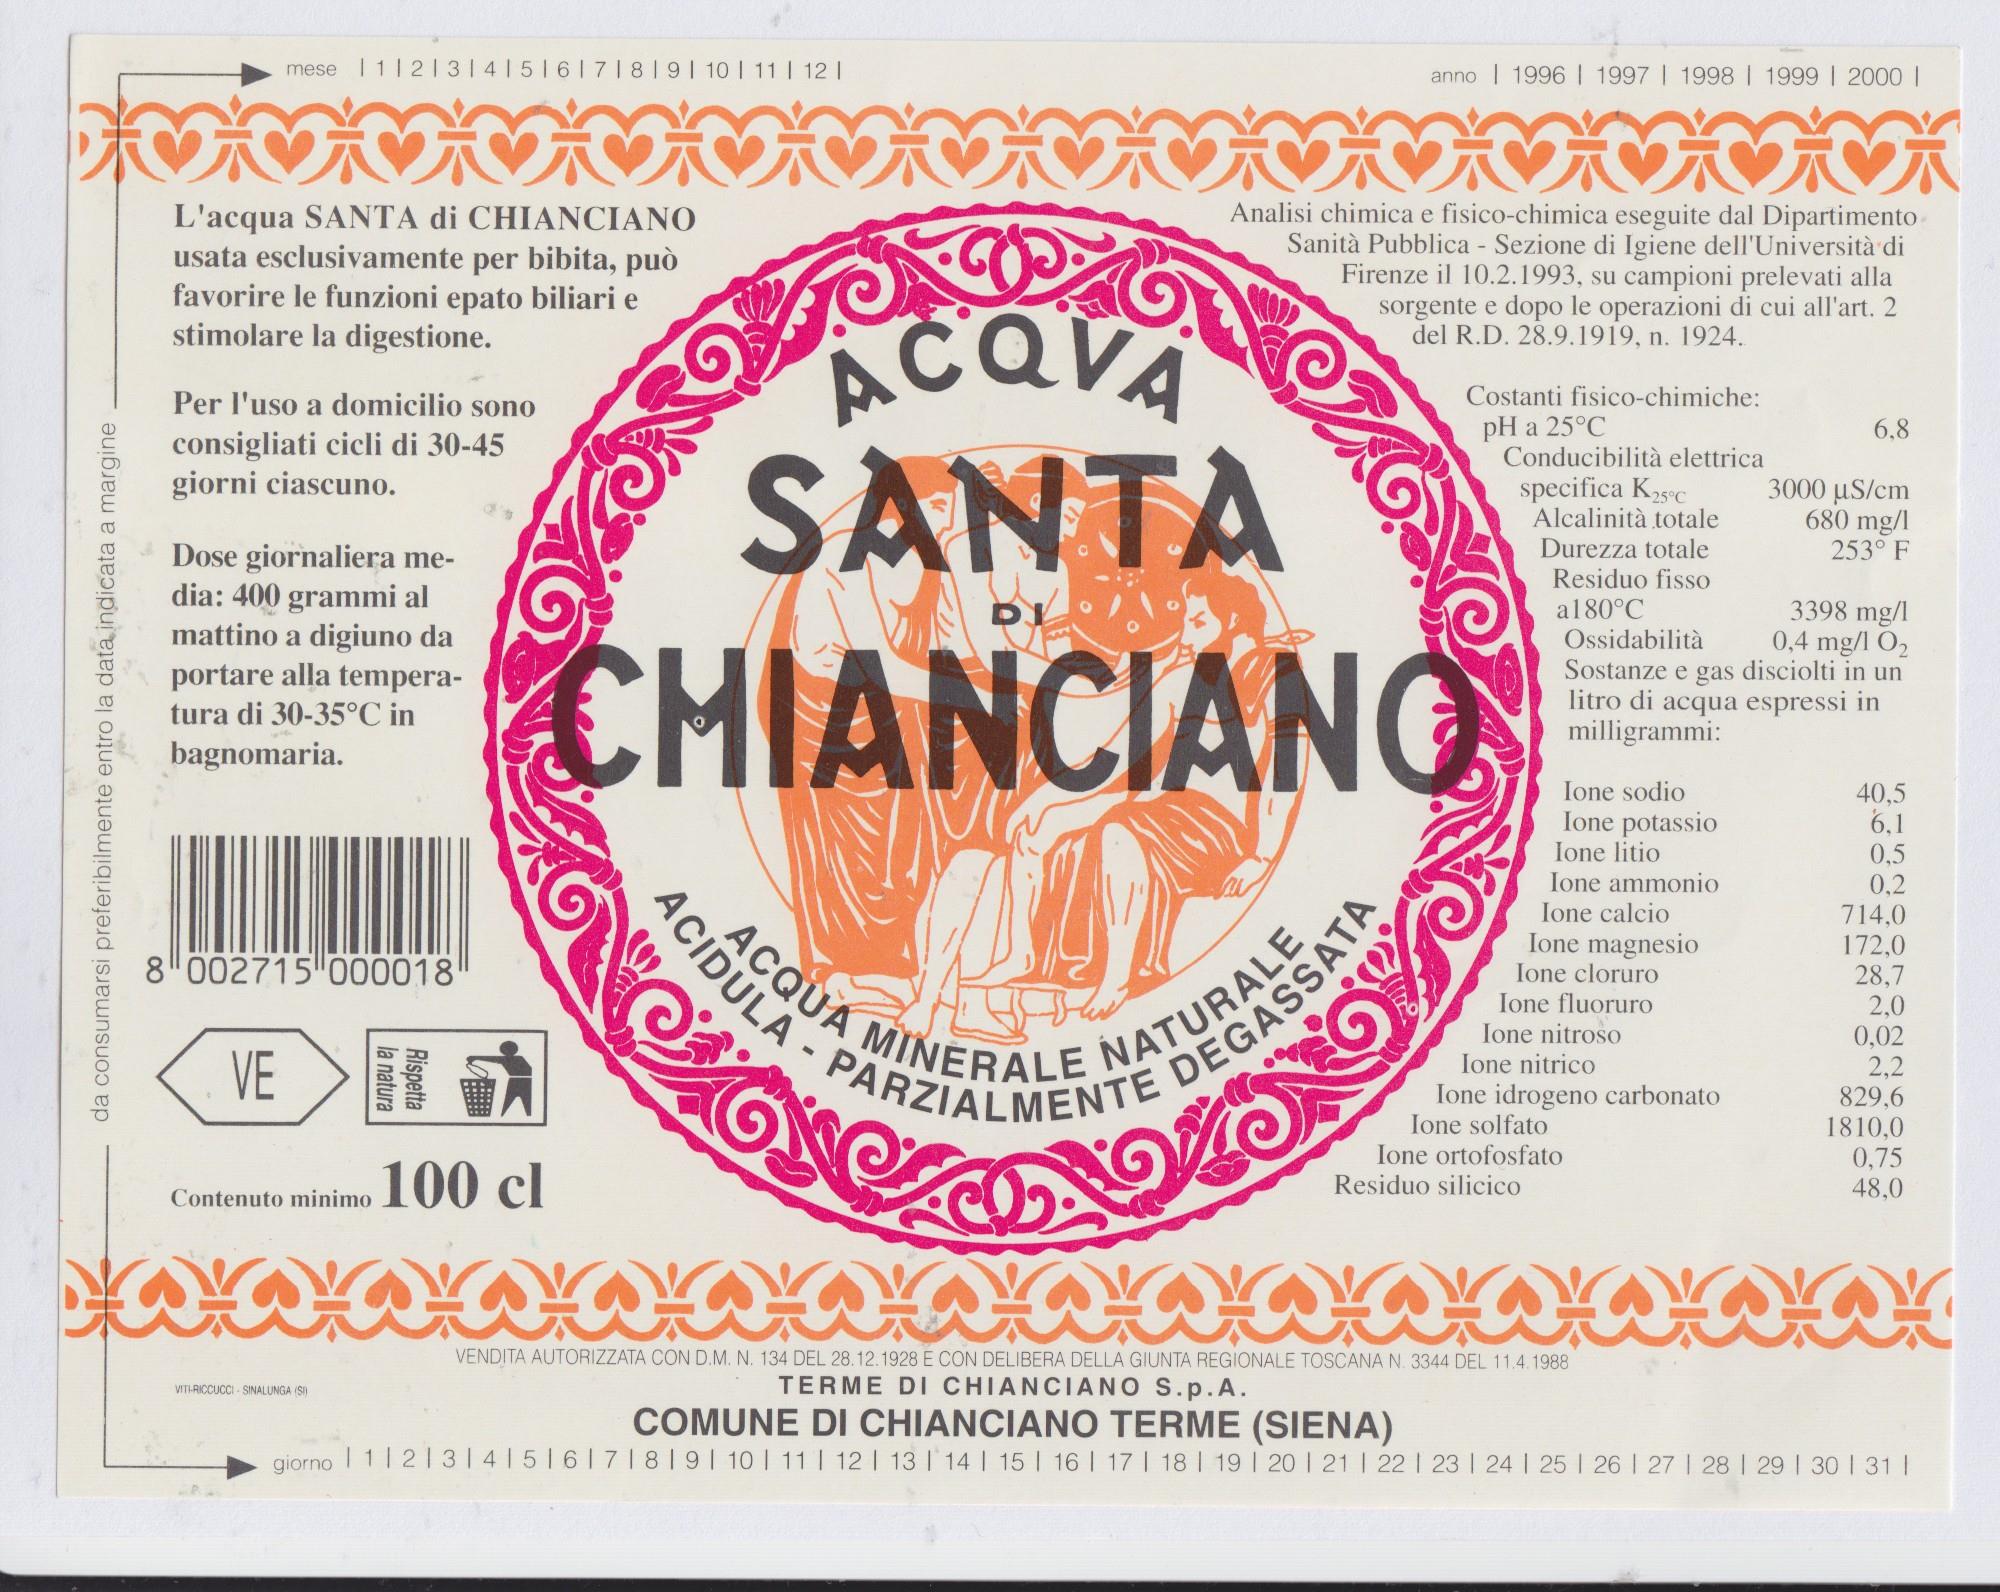 mese | 1 | 2 | 3 | 4 | 5 | 6 | 7 | 8 | 9 | 10 | 11 | 12 |
anno | 1996 | 1997 | 1998 | 1999 | 2000 |
da consumarsi preferibilmente entro la data indicata a margine
L'acqua SANTA di CHIANCIANO
usata esclusivamente per bibita, può
favorire le funzioni epato biliari e
stimolare la digestione.
Per l'uso a domicilio sono
consigliati cicli di 30-45
giorni ciascuno.
Dose giornaliera me-
dia: 400 grammi al
mattino a digiuno da
portare alla tempera-
tura di 30-35°C in
bagnomaria.
8 002715 000018
VE
Rispetta
la natura
Contenuto minimo 100 cl
ACQVA
SANTA
DI
CHIANCIANO
ACQUA MINERALE NATURALE
ACIDULA - PARZIALMENTE DEGASSATA
Analisi chimica e fisico-chimica eseguite dal Dipartimento
Sanità Pubblica - Sezione di Igiene dell'Università di
Firenze il 10.2.1993, su campioni prelevati alla
sorgente e dopo le operazioni di cui all'art. 2
del R.D. 28.9.1919, n. 1924.
Costanti fisico-chimiche:
pH a 25°C 6,8
Conducibilità elettrica
specifica K25°C 3000 µS/cm
Alcalinità totale 680 mg/l
Durezza totale 253° F
Residuo fisso
a180°C 3398 mg/l
Ossidabilità 0,4 mg/l O2
Sostanze e gas disciolti in un
litro di acqua espressi in
milligrammi:
Ione sodio 40,5
Ione potassio 6,1
Ione litio 0,5
Ione ammonio 0,2
Ione calcio 714,0
Ione magnesio 172,0
Ione cloruro 28,7
Ione fluoruro 2,0
Ione nitroso 0,02
Ione nitrico 2,2
Ione idrogeno carbonato 829,6
Ione solfato 1810,0
Ione ortofosfato 0,75
Residuo silicico 48,0
VENDITA AUTORIZZATA CON D.M. N. 134 DEL 28.12.1928 E CON DELIBERA DELLA GIUNTA REGIONALE TOSCANA N. 3344 DEL 11.4.1988
VITI-RICCUCCI - SINALUNGA (SI)
TERME DI CHIANCIANO S.p.A.
COMUNE DI CHIANCIANO TERME (SIENA)
giorno | 1 | 2 | 3 | 4 | 5 | 6 | 7 | 8 | 9 | 10 | 11 | 12 | 13 | 14 | 15 | 16 | 17 | 18 | 19 | 20 | 21 | 22 | 23 | 24 | 25 | 26 | 27 | 28 | 29 | 30 | 31 |